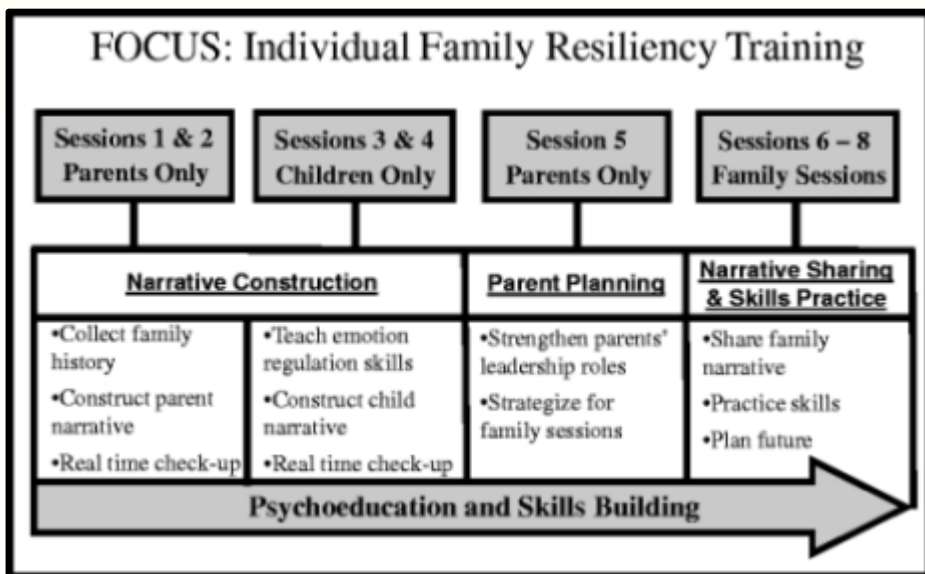 FOCUS: Individual Family Resiliency Training
Sessions 1 & 2
Parents Only
Sessions 3 & 4
Children Only
Session 5
Parents Only
Sessions 6 – 8
Family Sessions
Narrative Construction
Parent Planning
Narrative Sharing
& Skills Practice
•Collect family
history
•Construct parent
narrative
•Real time check-up
•Teach emotion
regulation skills
•Construct child
narrative
•Real time check-up
•Strengthen parents’
leadership roles
•Strategize for
family sessions
•Share family
narrative
•Practice skills
•Plan future
Psychoeducation and Skills Building